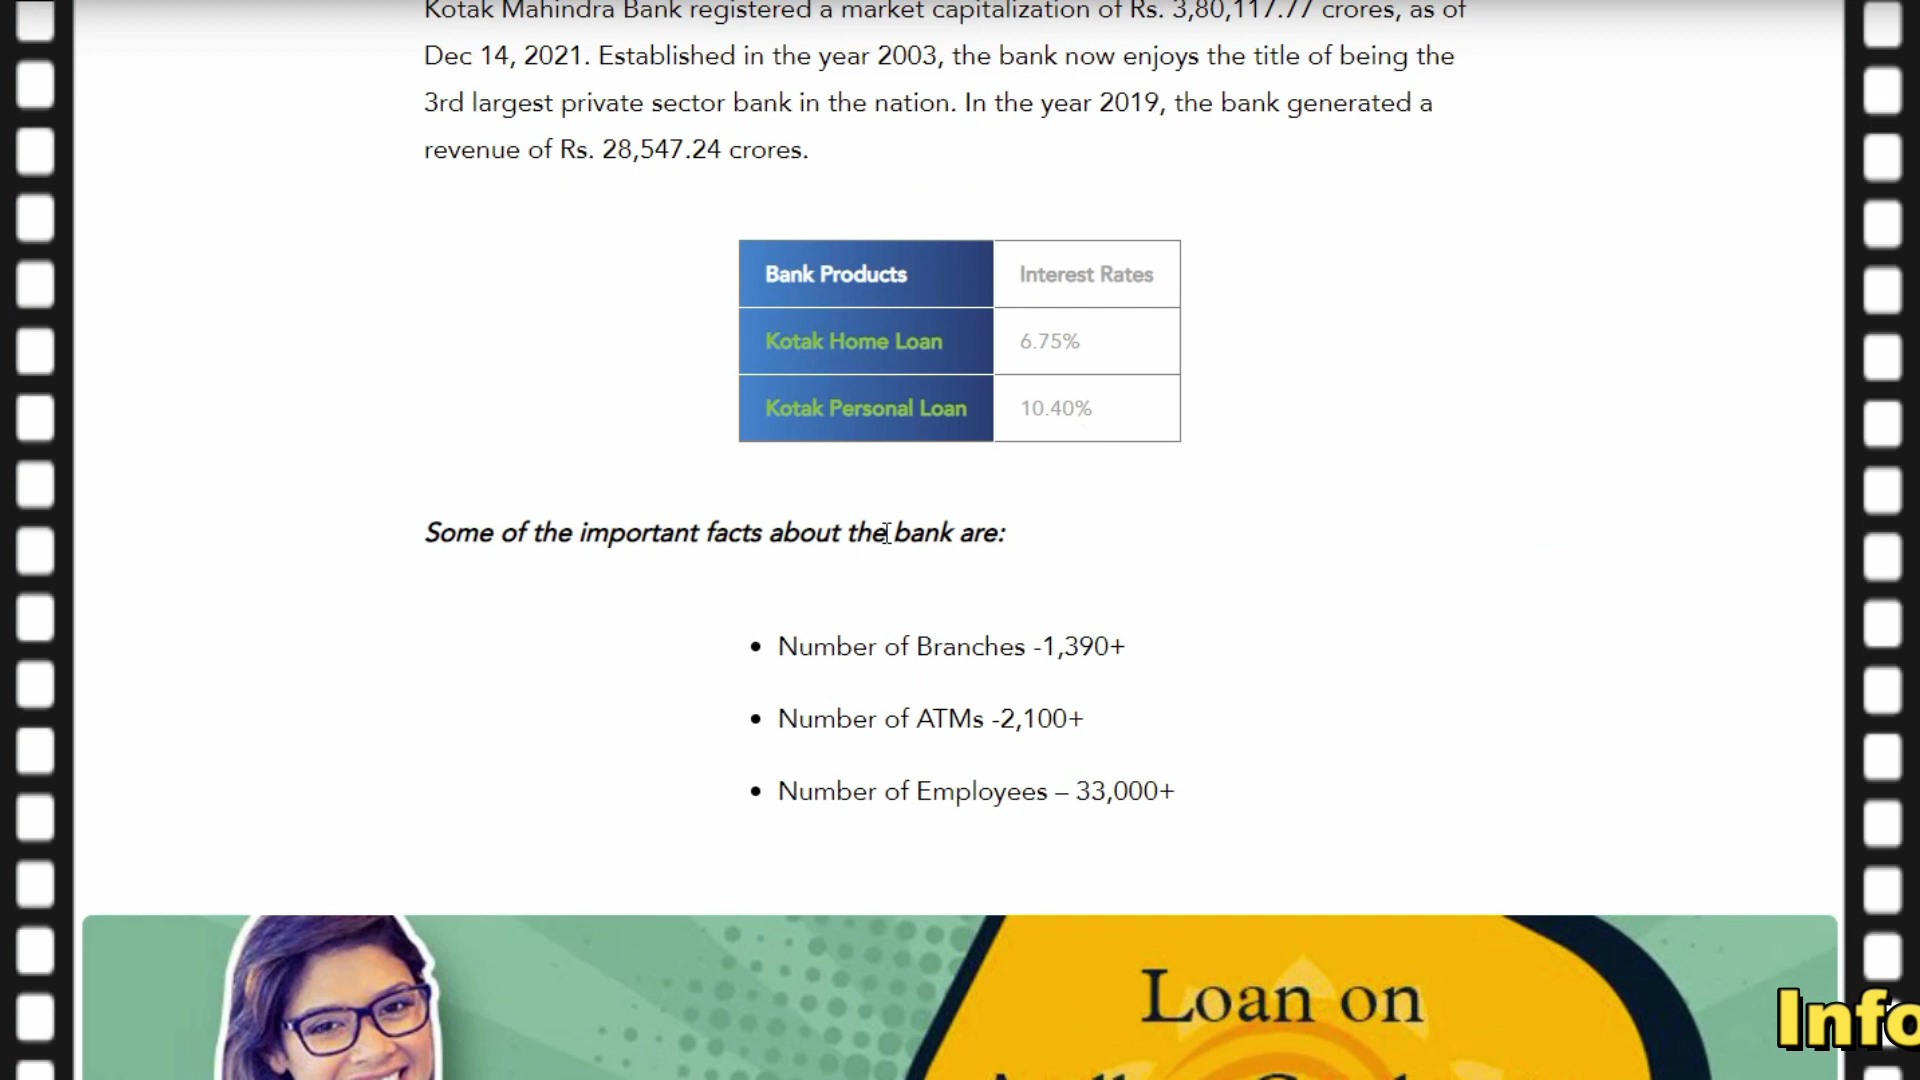 Kotak Mahindra Bank registered a market capitalization of Rs. 3,80,117.77 crores, as of
Dec 14, 2021. Established in the year 2003, the bank now enjoys the title of being the
3rd largest private sector bank in the nation. In the year 2019, the bank generated a
revenue of Rs. 28,547.24 crores.
Bank Products Interest Rates
Kotak Home Loan 6.75%
Kotak Personal Loan 10.40%
Some of the important facts about the bank are:
• Number of Branches -1,390+
• Number of ATMs -2,100+
• Number of Employees – 33,000+
Loan on
Info